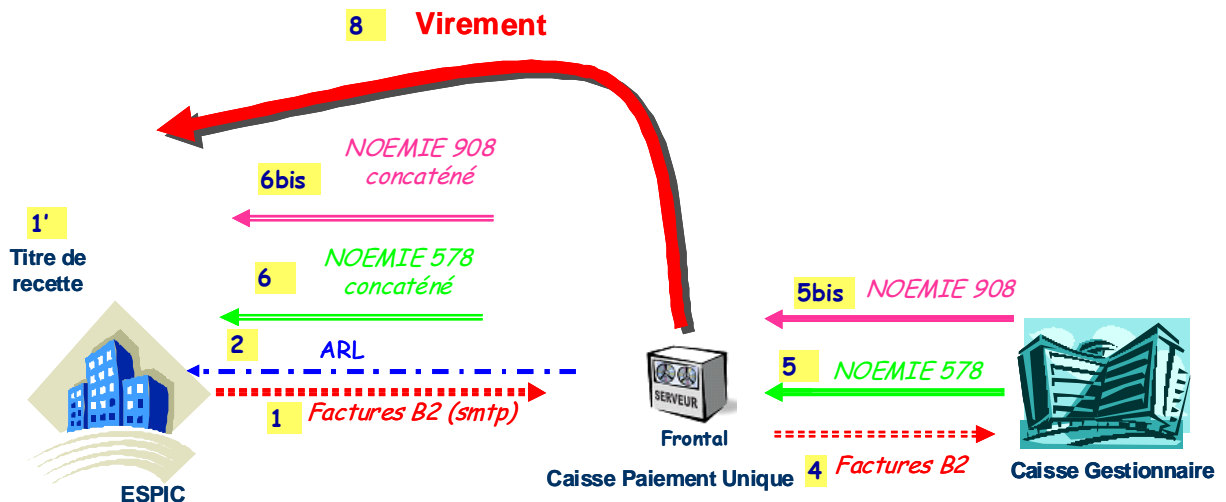 8 Virement
NOEMIE 908
concaténé
6bis
1'
Titre de
recette
NOEMIE 578
concaténé
6
5bis NOEMIE 908
2 ARL
5 NOEMIE 578
SERVEUR
1 Factures B2 (smtp)
Frontal
Caisse Paiement Unique
4 Factures B2
Caisse Gestionnaire
ESPIC